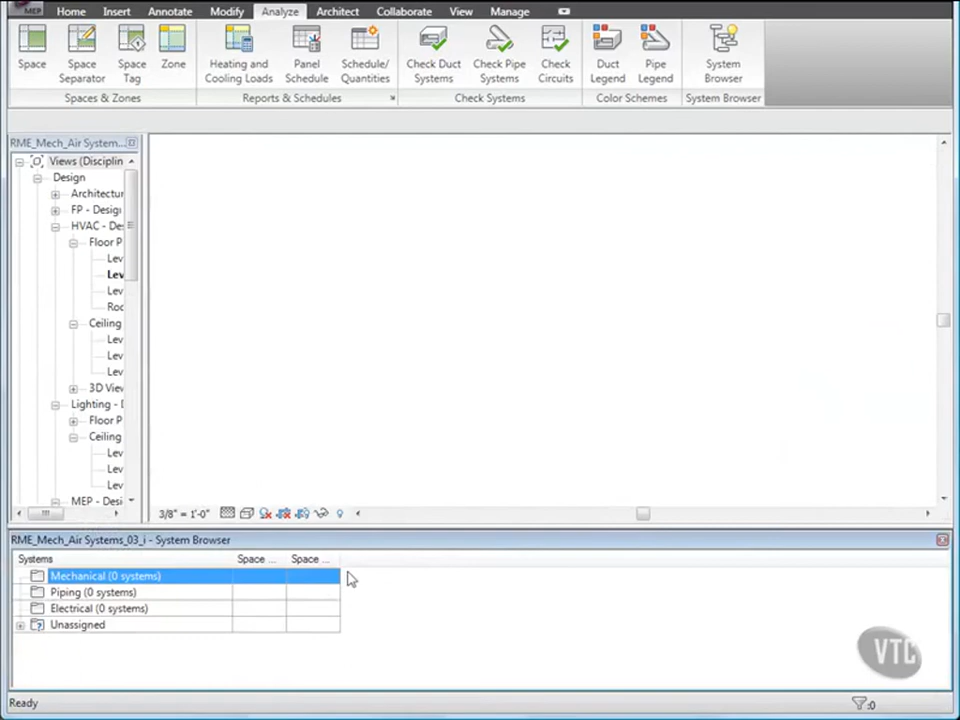 MEP
Home Insert Annotate Modify Analyze Architect Collaborate View Manage
Space
Space Separator
Space Tag
Zone
Heating and Cooling Loads
Panel Schedule
Schedule/ Quantities
Check Duct Systems
Check Pipe Systems
Check Circuits
Duct Legend
Pipe Legend
System Browser
Spaces & Zones Reports & Schedules Check Systems Color Schemes System Browser
RME_Mech_Air System...
Views (Disciplin
Design
Architectur
FP - Desig
HVAC - De
Floor P
Lev
Lev
Lev
Roo
Ceiling
Lev
Lev
Lev
3D View
Lighting - D
Floor P
Ceiling
Lev
Lev
Lev
MEP - Desi
3/8" = 1'-0"
RME_Mech_Air Systems_03_i - System Browser
Systems Space ... Space ...
Mechanical (0 systems)
Piping (0 systems)
Electrical (0 systems)
Unassigned
VTC
Ready :0